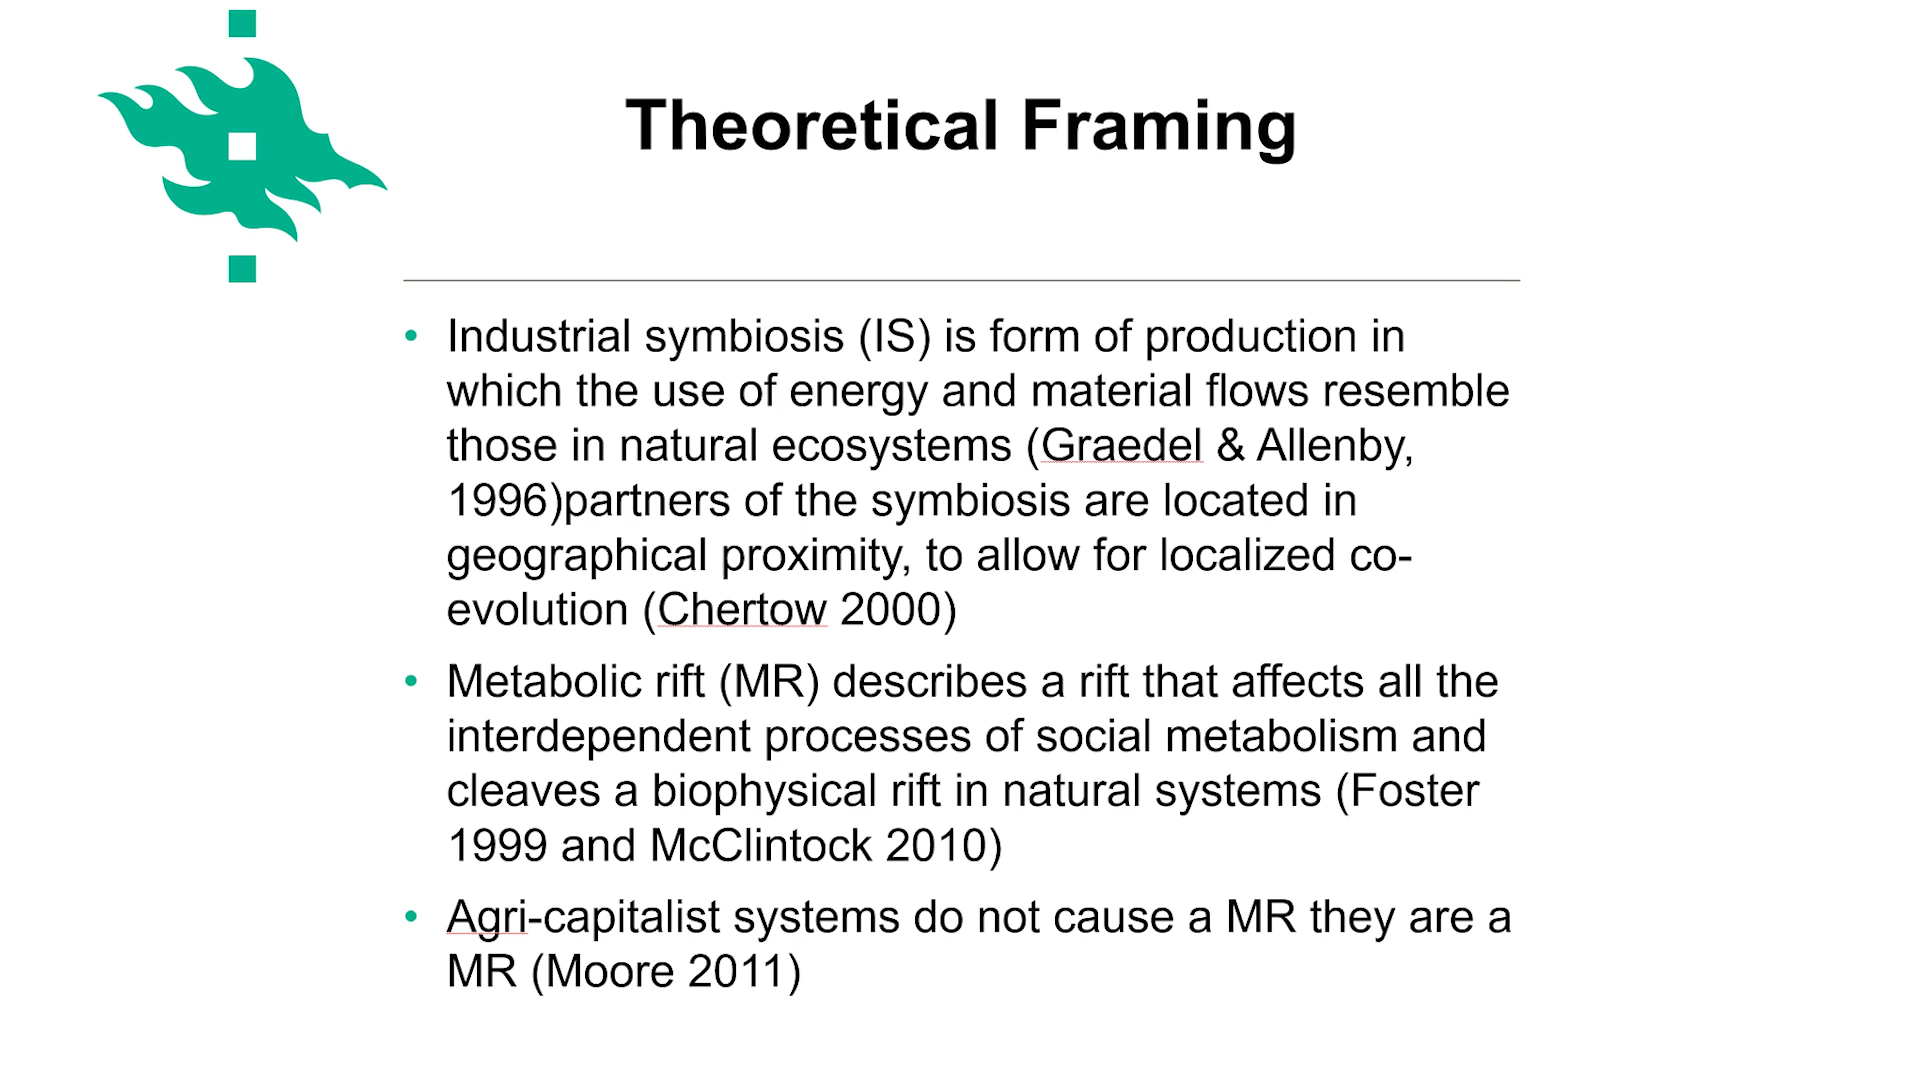 Theoretical Framing
• Industrial symbiosis (IS) is form of production in
which the use of energy and material flows resemble
those in natural ecosystems (Graedel & Allenby,
1996)partners of the symbiosis are located in
geographical proximity, to allow for localized co-
evolution (Chertow 2000)
• Metabolic rift (MR) describes a rift that affects all the
interdependent processes of social metabolism and
cleaves a biophysical rift in natural systems (Foster
1999 and McClintock 2010)
• Agri-capitalist systems do not cause a MR they are a
MR (Moore 2011)